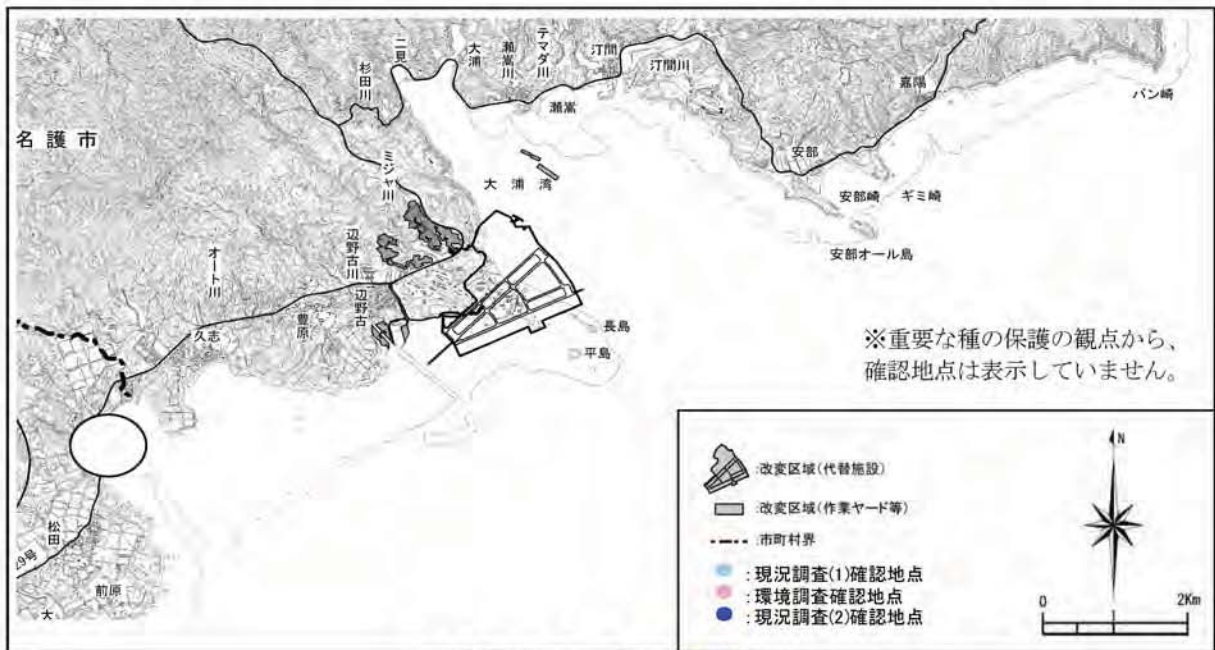 名護市
杉田川
二見
大浦
瀬嵩川
テマダ川
汀間
汀間川
瀬嵩
嘉陽
バン崎
安部
ミジャ川
大浦湾
安部崎
ギミ崎
安部オール島
オート川
辺野古川
辺野古
久志
豊原
長島
平島
※重要な種の保護の観点から、
確認地点は表示していません。
松田
29号
前原
大
:改変区域(代替施設)
:改変区域(作業ヤード等)
:市町村界
:現況調査(1)確認地点
:環境調査確認地点
:現況調査(2)確認地点
N
0 2Km